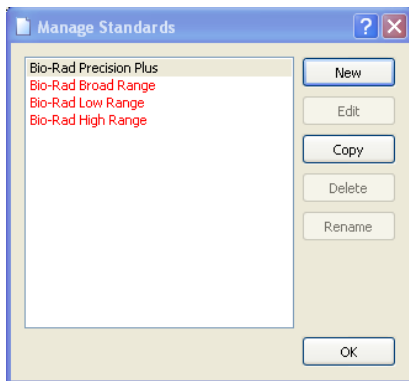 Manage Standards
Bio-Rad Precision Plus
Bio-Rad Broad Range
Bio-Rad Low Range
Bio-Rad High Range
New
Edit
Copy
Delete
Rename
OK